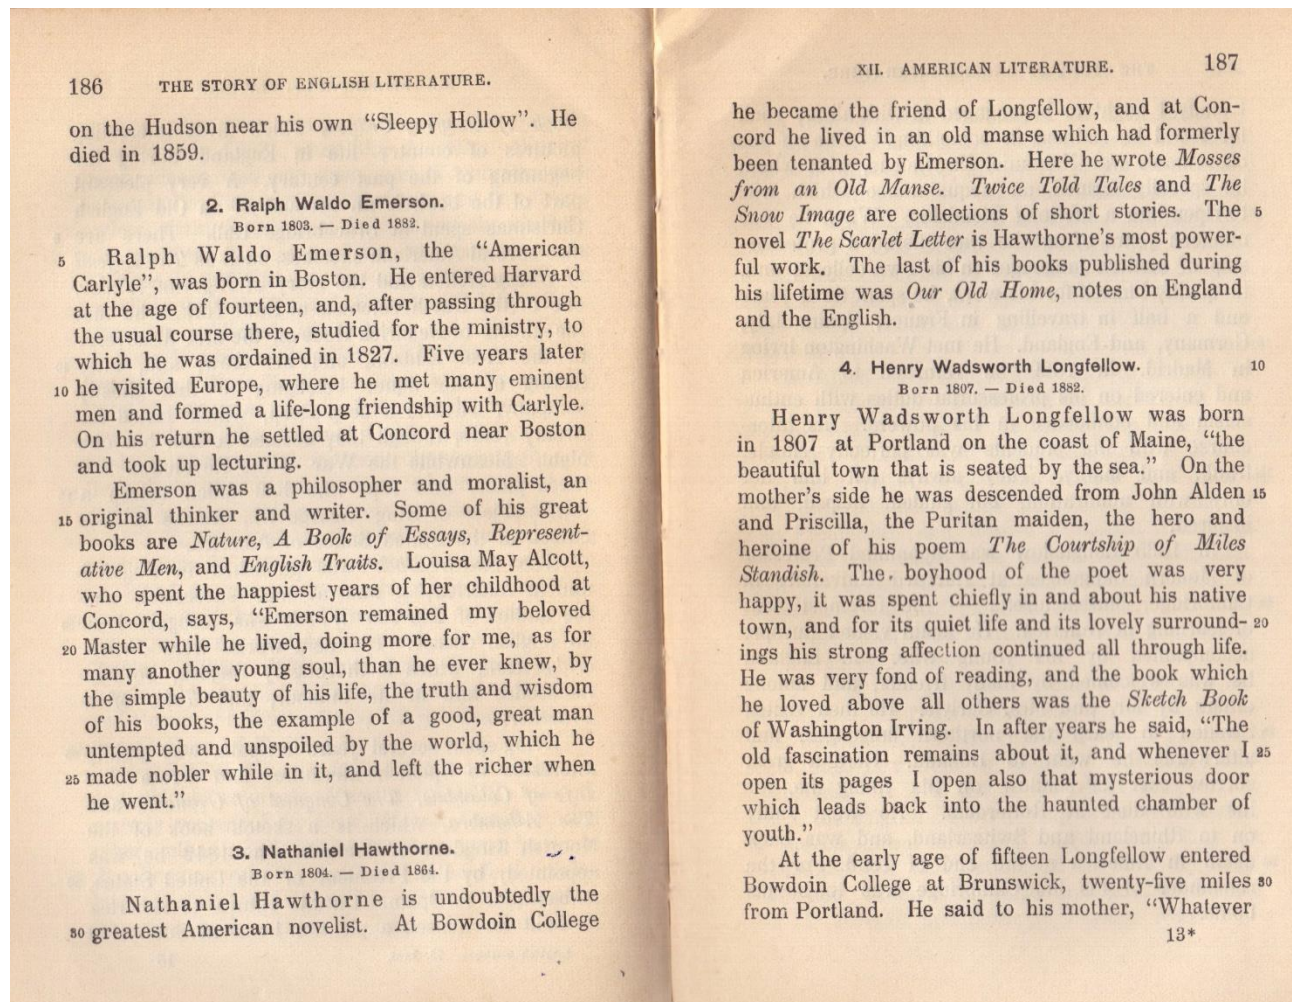 186 THE STORY OF ENGLISH LITERATURE.
on the Hudson near his own “Sleepy Hollow”. He
died in 1859.
2. Ralph Waldo Emerson.
Born 1803. — Died 1882.
5 Ralph Waldo Emerson, the “American
Carlyle”, was born in Boston. He entered Harvard
at the age of fourteen, and, after passing through
the usual course there, studied for the ministry, to
which he was ordained in 1827. Five years later
10 he visited Europe, where he met many eminent
men and formed a life-long friendship with Carlyle.
On his return he settled at Concord near Boston
and took up lecturing.
Emerson was a philosopher and moralist, an
15 original thinker and writer. Some of his great
books are Nature, A Book of Essays, Represent-
ative Men, and English Traits. Louisa May Alcott,
who spent the happiest years of her childhood at
Concord, says, “Emerson remained my beloved
20 Master while he lived, doing more for me, as for
many another young soul, than he ever knew, by
the simple beauty of his life, the truth and wisdom
of his books, the example of a good, great man
untempted and unspoiled by the world, which he
25 made nobler while in it, and left the richer when
he went.”
3. Nathaniel Hawthorne.
Born 1804. — Died 1864.
Nathaniel Hawthorne is undoubtedly the
30 greatest American novelist. At Bowdoin College
XII. AMERICAN LITERATURE. 187
he became the friend of Longfellow, and at Con-
cord he lived in an old manse which had formerly
been tenanted by Emerson. Here he wrote Mosses
from an Old Manse. Twice Told Tales and The
Snow Image are collections of short stories. The 5
novel The Scarlet Letter is Hawthorne’s most power-
ful work. The last of his books published during
his lifetime was Our Old Home, notes on England
and the English.
4. Henry Wadsworth Longfellow. 10
Born 1807. — Died 1882.
Henry Wadsworth Longfellow was born
in 1807 at Portland on the coast of Maine, “the
beautiful town that is seated by the sea.” On the
mother’s side he was descended from John Alden 15
and Priscilla, the Puritan maiden, the hero and
heroine of his poem The Courtship of Miles
Standish. The boyhood of the poet was very
happy, it was spent chiefly in and about his native
town, and for its quiet life and its lovely surround- 20
ings his strong affection continued all through life.
He was very fond of reading, and the book which
he loved above all others was the Sketch Book
of Washington Irving. In after years he said, “The
old fascination remains about it, and whenever I 25
open its pages I open also that mysterious door
which leads back into the haunted chamber of
youth.”
At the early age of fifteen Longfellow entered
Bowdoin College at Brunswick, twenty-five miles 30
from Portland. He said to his mother, “Whatever
13*